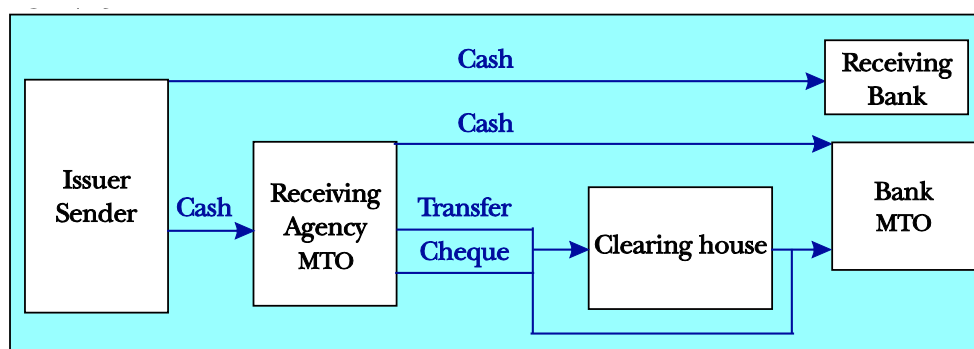 Cash
Receiving
Bank
Cash
Issuer
Sender
Cash
Receiving
Agency
MTO
Transfer
Cheque
Clearing house
Bank
MTO